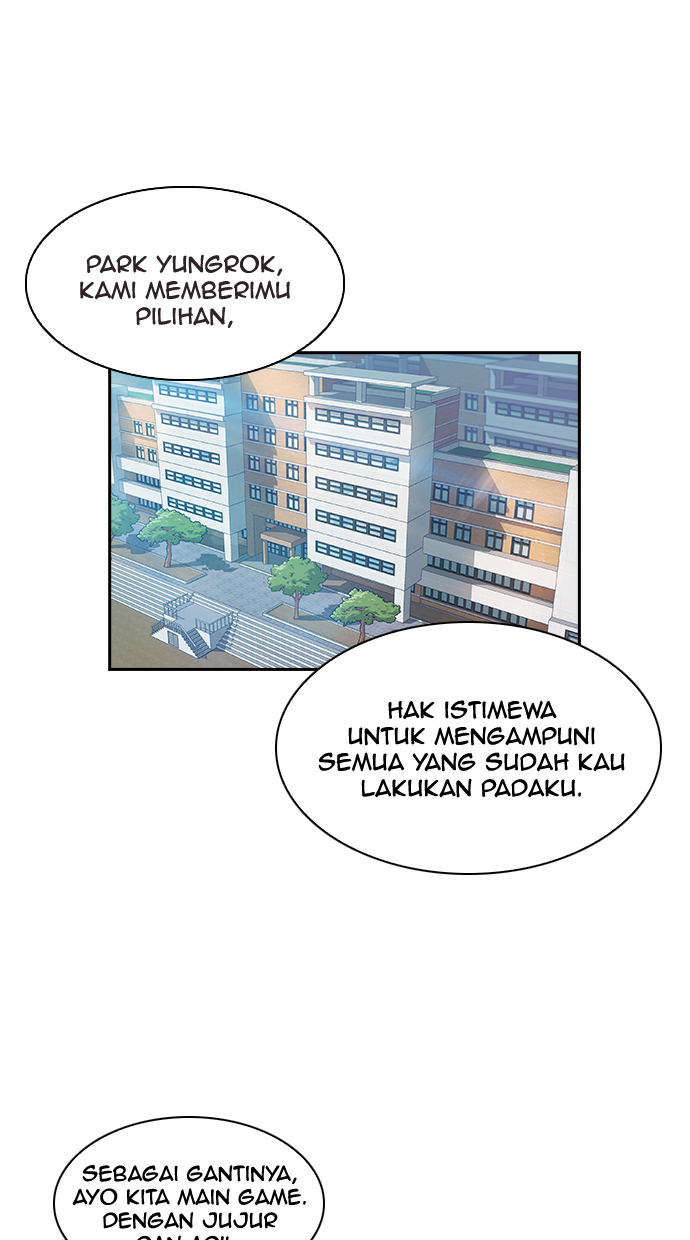 PARK YUNGROK,
KAMI MEMBERIMU
PILIHAN,
HAK ISTIMEWA
UNTUK MENGAMPUNI
SEMUA YANG SUDAH KAU
LAKUKAN PADAKU.
SEBAGAI GANTINYA,
AYO KITA MAIN GAME.
DENGAN JUJUR